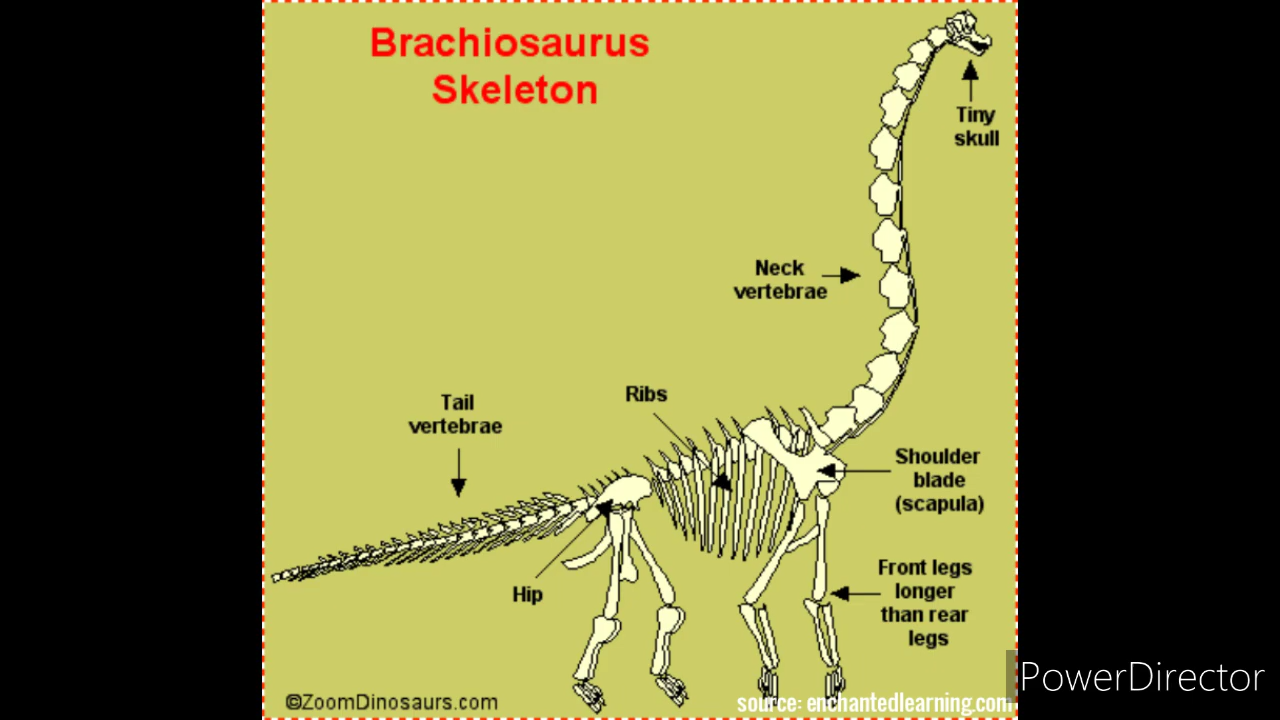 Brachiosaurus
Skeleton
Tiny
skull
Neck
vertebrae
Ribs
Tail
vertebrae
Shoulder
blade
(scapula)
Hip
Front legs
longer
than rear
legs
©ZoomDinosaurs.com
source: enchantedlearning.com
PowerDirector